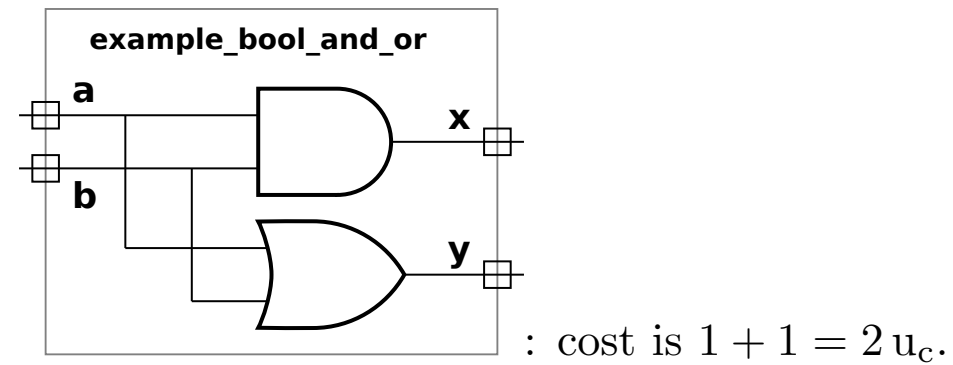 example_bool_and_or
a
x
b
y
: cost is 1 + 1 = 2 u_c.